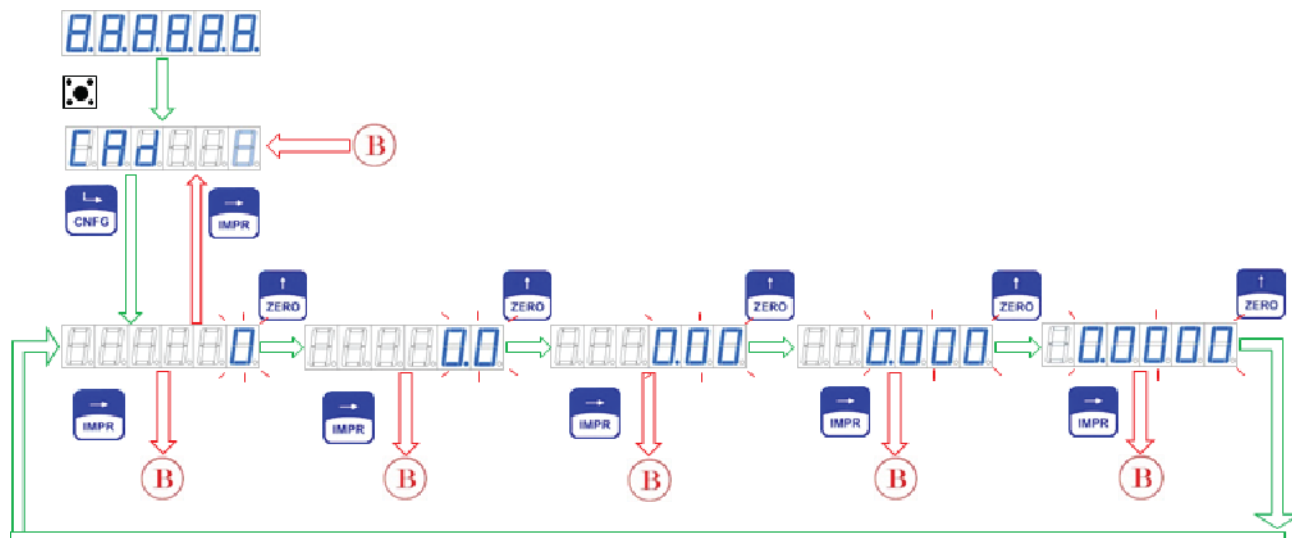 8.8.8.8.8.8.
CAd 8
B
CNFG
IMPR
ZERO
ZERO
ZERO
ZERO
ZERO
0
0.0
0.00
0.000
0.0000
IMPR
IMPR
IMPR
IMPR
IMPR
B
B
B
B
B